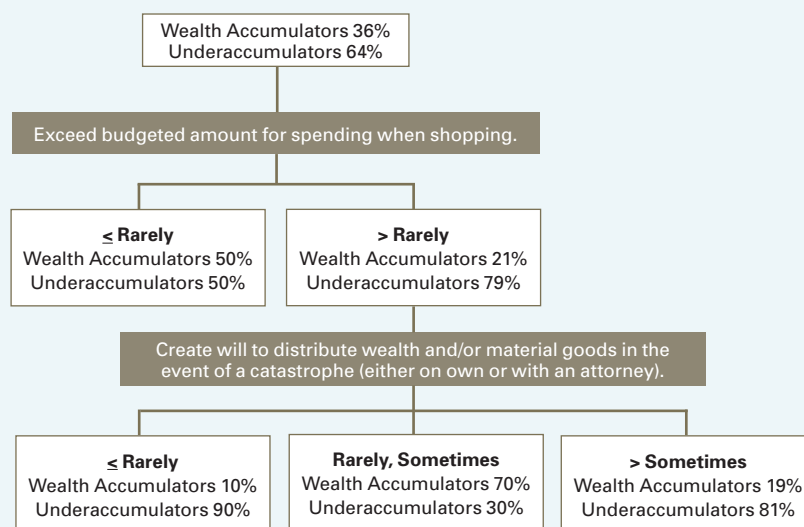 Wealth Accumulators 36%
Underaccumulators 64%
Exceed budgeted amount for spending when shopping.
≤ Rarely
Wealth Accumulators 50%
Underaccumulators 50%
> Rarely
Wealth Accumulators 21%
Underaccumulators 79%
Create will to distribute wealth and/or material goods in the
event of a catastrophe (either on own or with an attorney).
≤ Rarely
Wealth Accumulators 10%
Underaccumulators 90%
Rarely, Sometimes
Wealth Accumulators 70%
Underaccumulators 30%
> Sometimes
Wealth Accumulators 19%
Underaccumulators 81%